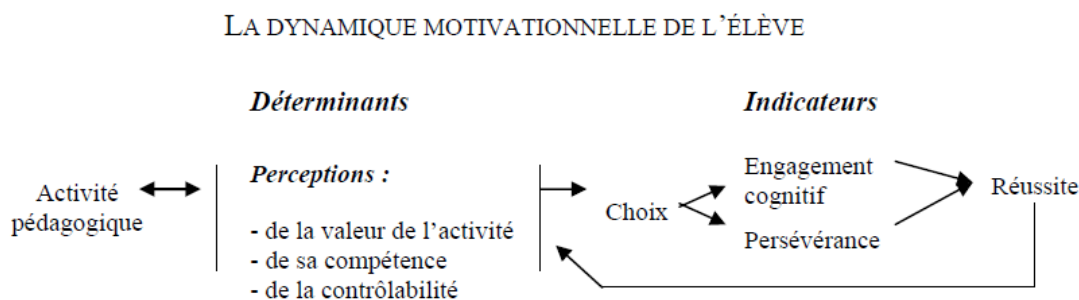 LA DYNAMIQUE MOTIVATIONNELLE DE L'ÉLÈVE
Déterminants
Indicateurs
Activité
pédagogique
Perceptions :
- de la valeur de l'activité
- de sa compétence
- de la contrôlabilité
Choix
Engagement
cognitif
Persévérance
Réussite